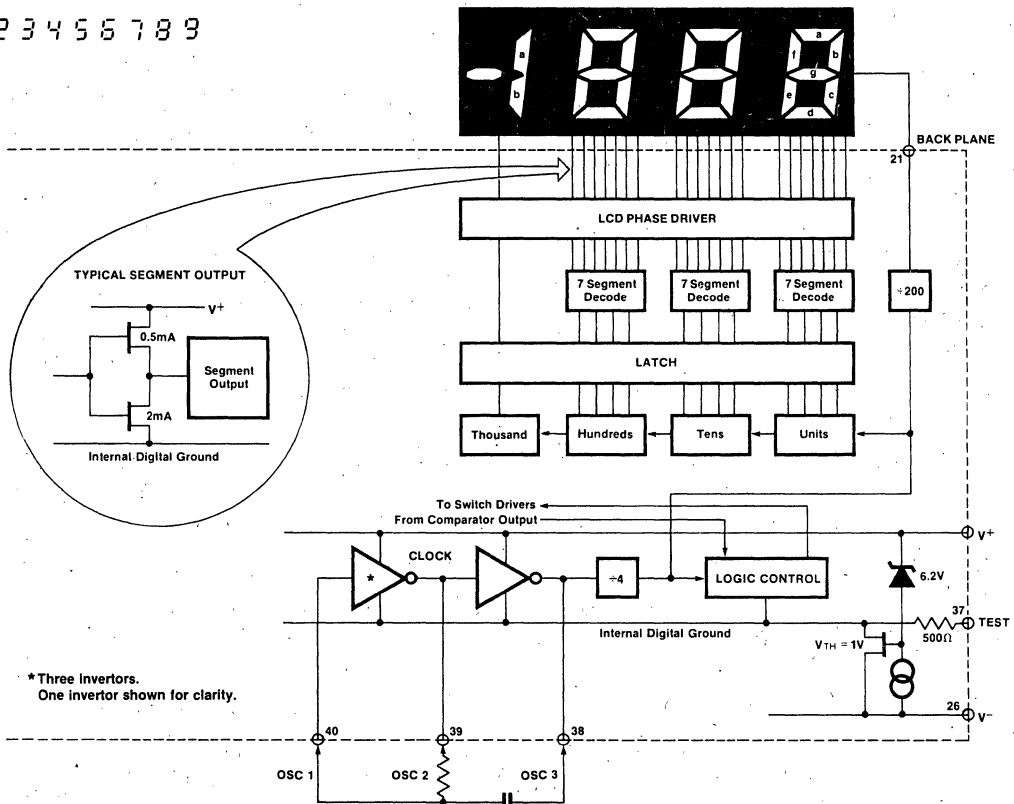 2 3 4 5 6 7 8 9
a
b
a
f b
g
e c
d
BACK PLANE
21
LCD PHASE DRIVER
TYPICAL SEGMENT OUTPUT
V+
0.5mA
Segment
Output
2mA
Internal Digital Ground
7 Segment
Decode
7 Segment
Decode
7 Segment
Decode
÷200
LATCH
Thousand
Hundreds
Tens
Units
To Switch Drivers
From Comparator Output
V+
CLOCK
*
÷4
LOGIC CONTROL
6.2V
37
TEST
500Ω
Internal Digital Ground
VTH = 1V
26
V-
* Three invertors.
One invertor shown for clarity.
40
39
38
OSC 1
OSC 2
OSC 3